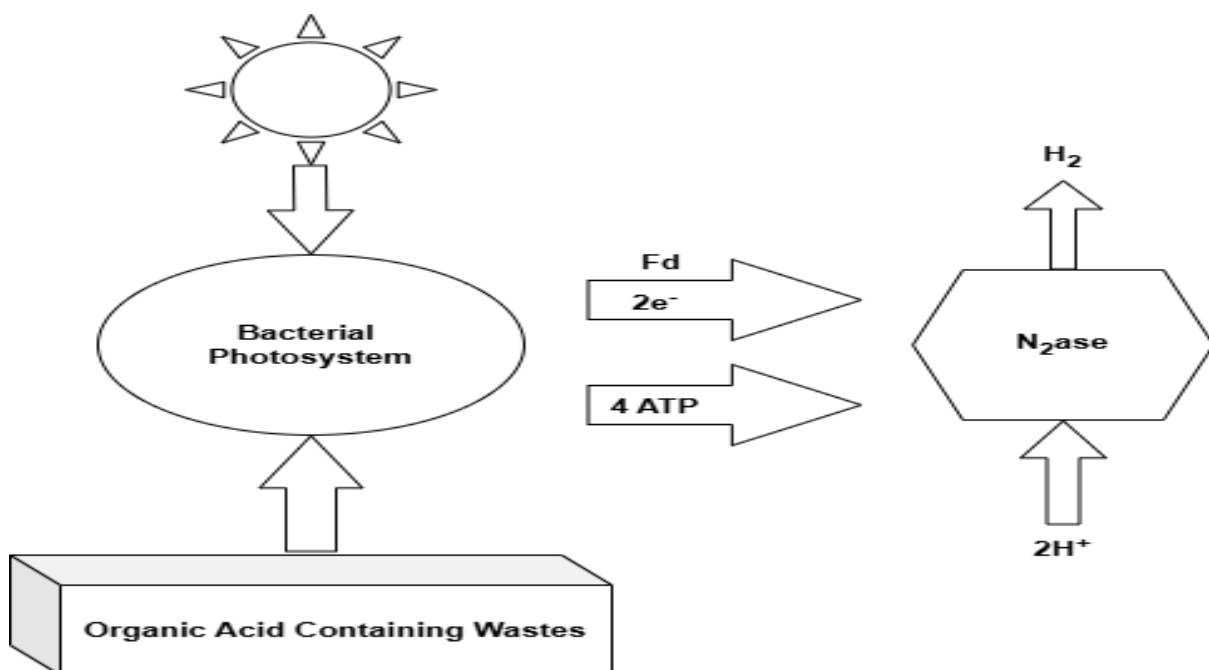 H₂
Fd
2e⁻
Bacterial
Photosystem
N₂ase
4 ATP
2H⁺
Organic Acid Containing Wastes